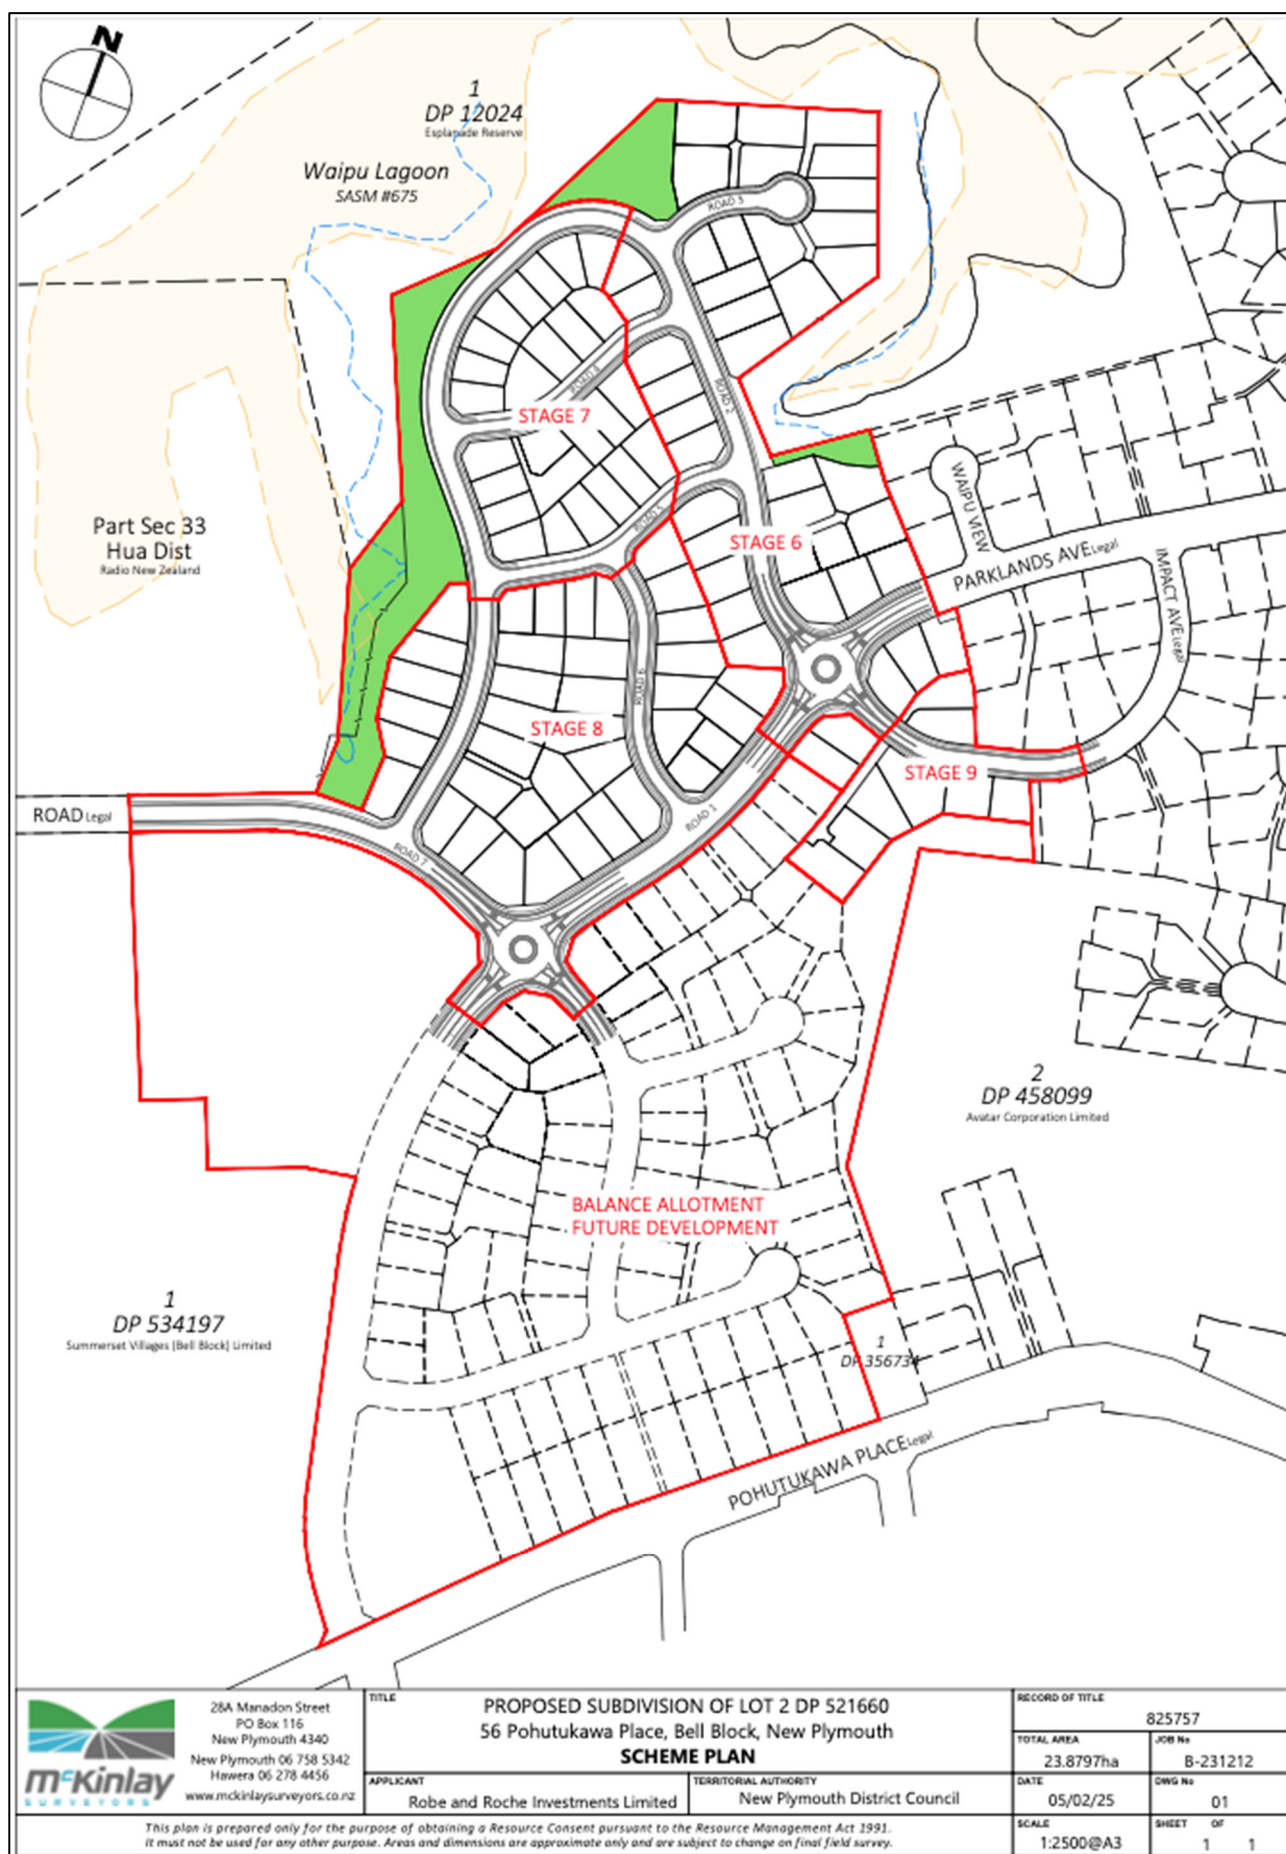 N
1
DP 12024
Esplanade Reserve
Waipu Lagoon
SASM #675
ROAD 3
ROAD 4
STAGE 7
ROAD 2
WAIPU VIEW
Part Sec 33
Hua Dist
Radio New Zealand
ROAD 5
STAGE 6
PARKLANDS AVE Legal
IMPACT AVE Legal
ROAD 6
STAGE 8
STAGE 9
ROAD Legal
ROAD 1
ROAD 7
2
DP 458099
Avatar Corporation Limited
BALANCE ALLOTMENT
FUTURE DEVELOPMENT
1
DP 534197
Summerset Villages (Bell Block) Limited
1
DP 356734
POHUTUKAWA PLACE Legal
McKinlay
SURVEYORS
28A Manadon Street
PO Box 116
New Plymouth 4340
New Plymouth 06 758 5342
Hawera 06 278 4456
www.mckinlaysurveyors.co.nz
TITLE
PROPOSED SUBDIVISION OF LOT 2 DP 521660
56 Pohutukawa Place, Bell Block, New Plymouth
SCHEME PLAN
APPLICANT
Robe and Roche Investments Limited
TERRITORIAL AUTHORITY
New Plymouth District Council
RECORD OF TITLE
825757
TOTAL AREA
23.8797ha
JOB No
B-231212
DATE
05/02/25
DWG No
01
SCALE
1:2500@A3
SHEET OF
1 1
This plan is prepared only for the purpose of obtaining a Resource Consent pursuant to the Resource Management Act 1991.
It must not be used for any other purpose. Areas and dimensions are approximate only and are subject to change on final field survey.